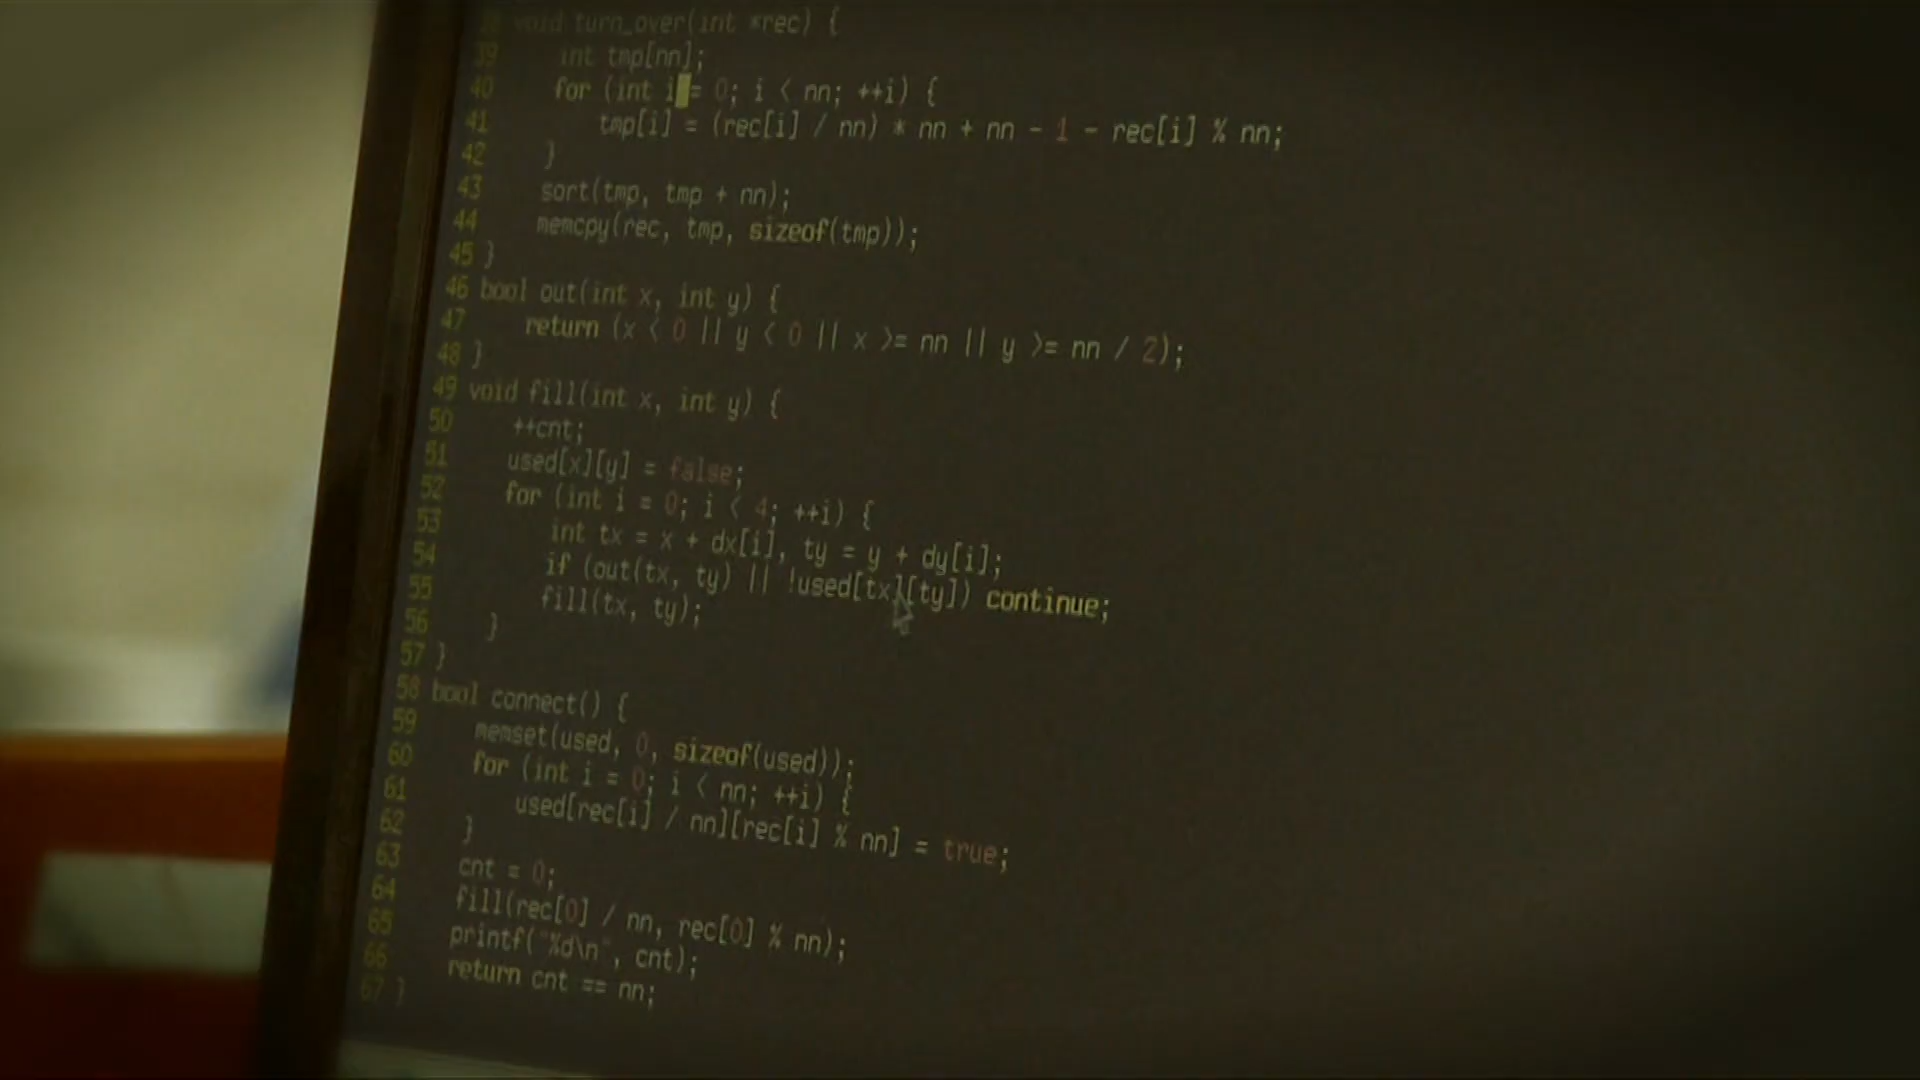 38 void turn_over(int *rec) {
39 int tmp[nn];
40 for (int i = 0; i < nn; ++i) {
41 tmp[i] = (rec[i] / nn) * nn + nn - 1 - rec[i] % nn;
42 }
43 sort(tmp, tmp + nn);
44 memcpy(rec, tmp, sizeof(tmp));
45 }
46 bool out(int x, int y) {
47 return (x < 0 || y < 0 || x >= nn || y >= nn / 2);
48 }
49 void fill(int x, int y) {
50 ++cnt;
51 used[x][y] = false;
52 for (int i = 0; i < 4; ++i) {
53 int tx = x + dx[i], ty = y + dy[i];
54 if (out(tx, ty) || !used[tx][ty]) continue;
55 fill(tx, ty);
56 }
57 }
58 bool connect() {
59 memset(used, 0, sizeof(used));
60 for (int i = 0; i < nn; ++i) {
61 used[rec[i] / nn][rec[i] % nn] = true;
62 }
63 cnt = 0;
64 fill(rec[0] / nn, rec[0] % nn);
65 printf("%d\n", cnt);
66 return cnt == nn;
67 }